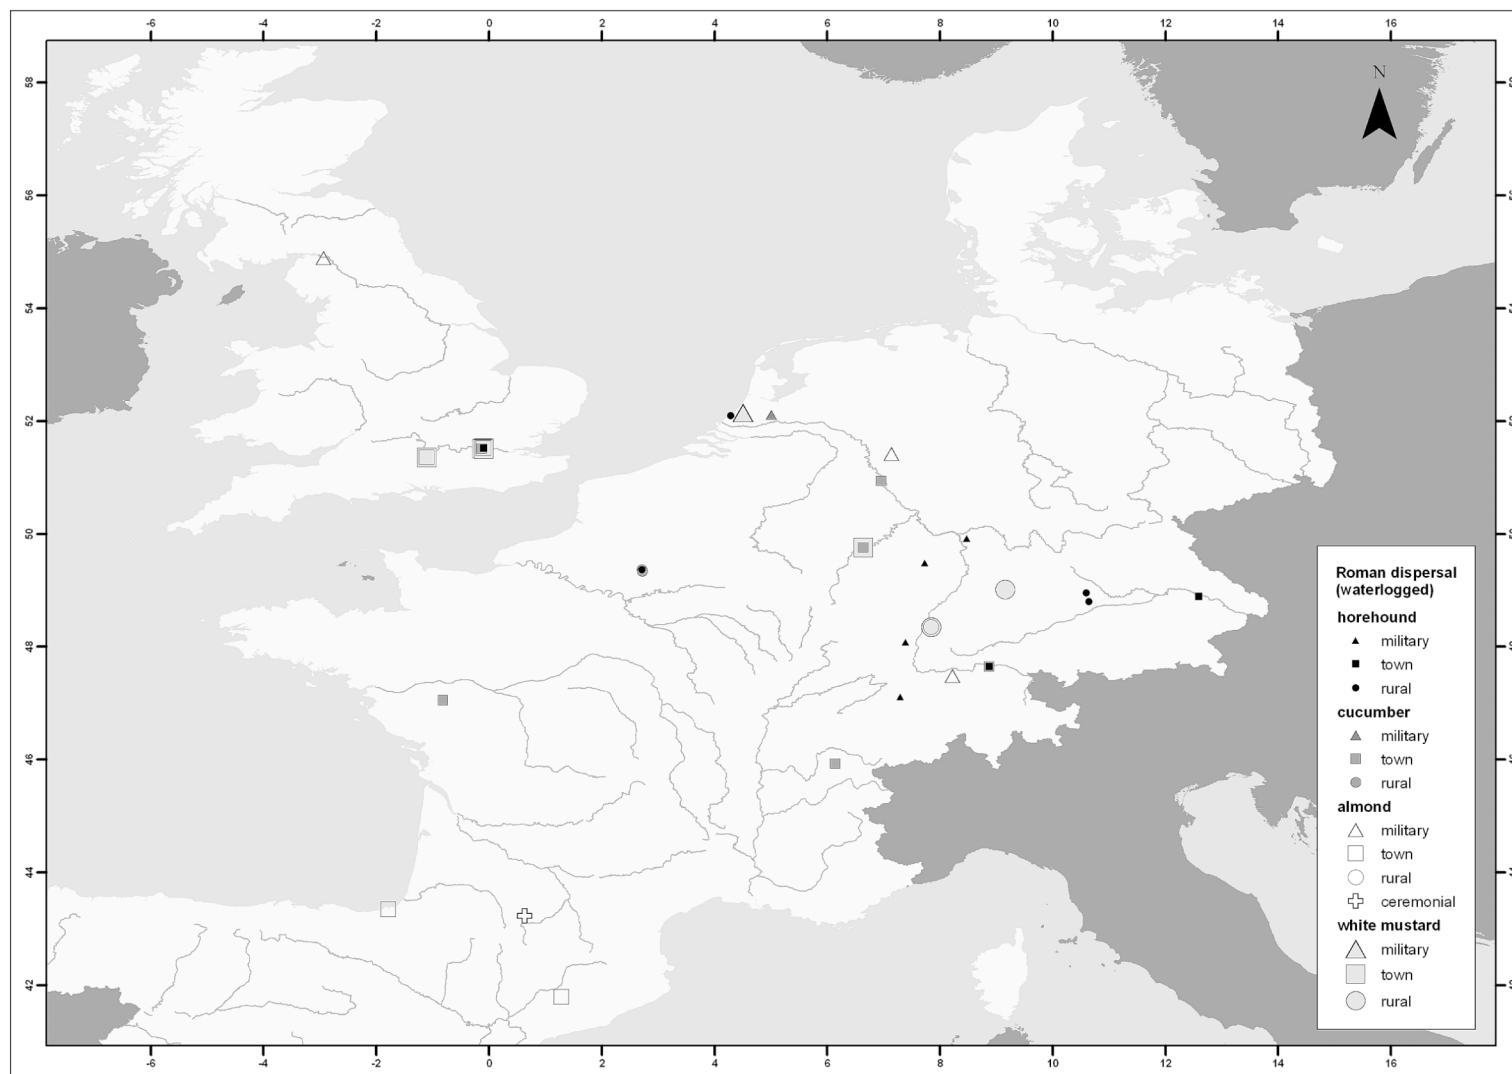 -6 -4 -2 0 2 4 6 8 10 12 14 16
58
56
54
52
50
48
46
44
42
N
Roman dispersal
(waterlogged)
horehound
military
town
rural
cucumber
military
town
rural
almond
military
town
rural
ceremonial
white mustard
military
town
rural
-6 -4 -2 0 2 4 6 8 10 12 14 16